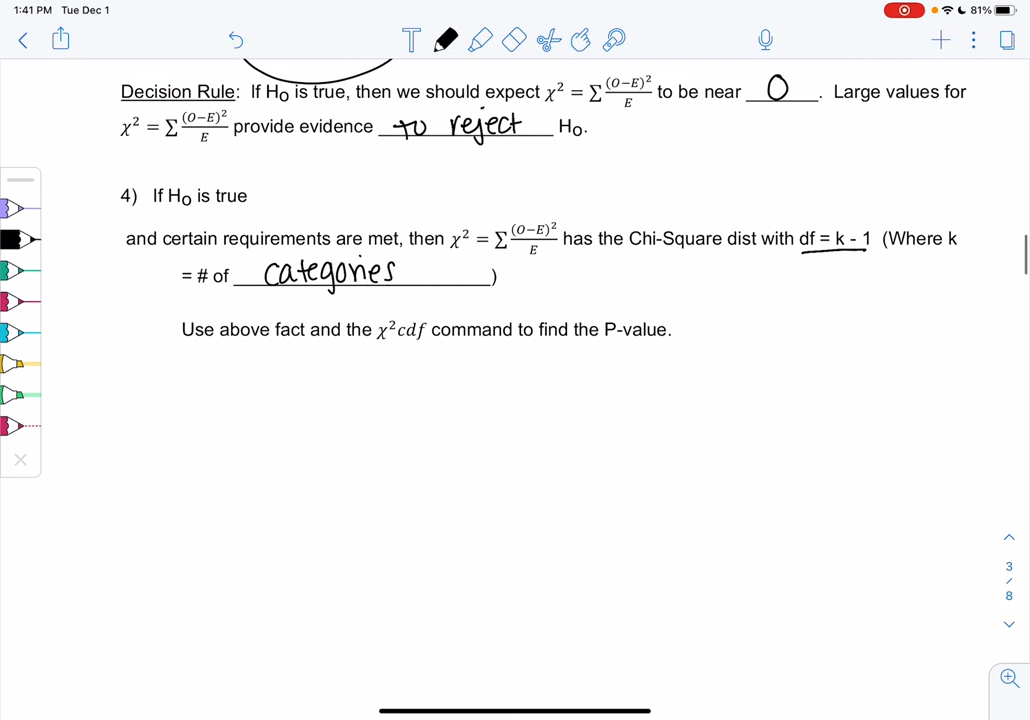 1:41 PM Tue Dec 1
81%
Decision Rule: If H₀ is true, then we should expect χ² = ∑(O−E)²/E to be near 0. Large values for
χ² = ∑(O−E)²/E provide evidence to reject H₀.
4) If H₀ is true
and certain requirements are met, then χ² = ∑(O−E)²/E has the Chi-Square dist with df = k - 1 (Where k
= # of categories)
Use above fact and the χ²cdf command to find the P-value.
3
/
8